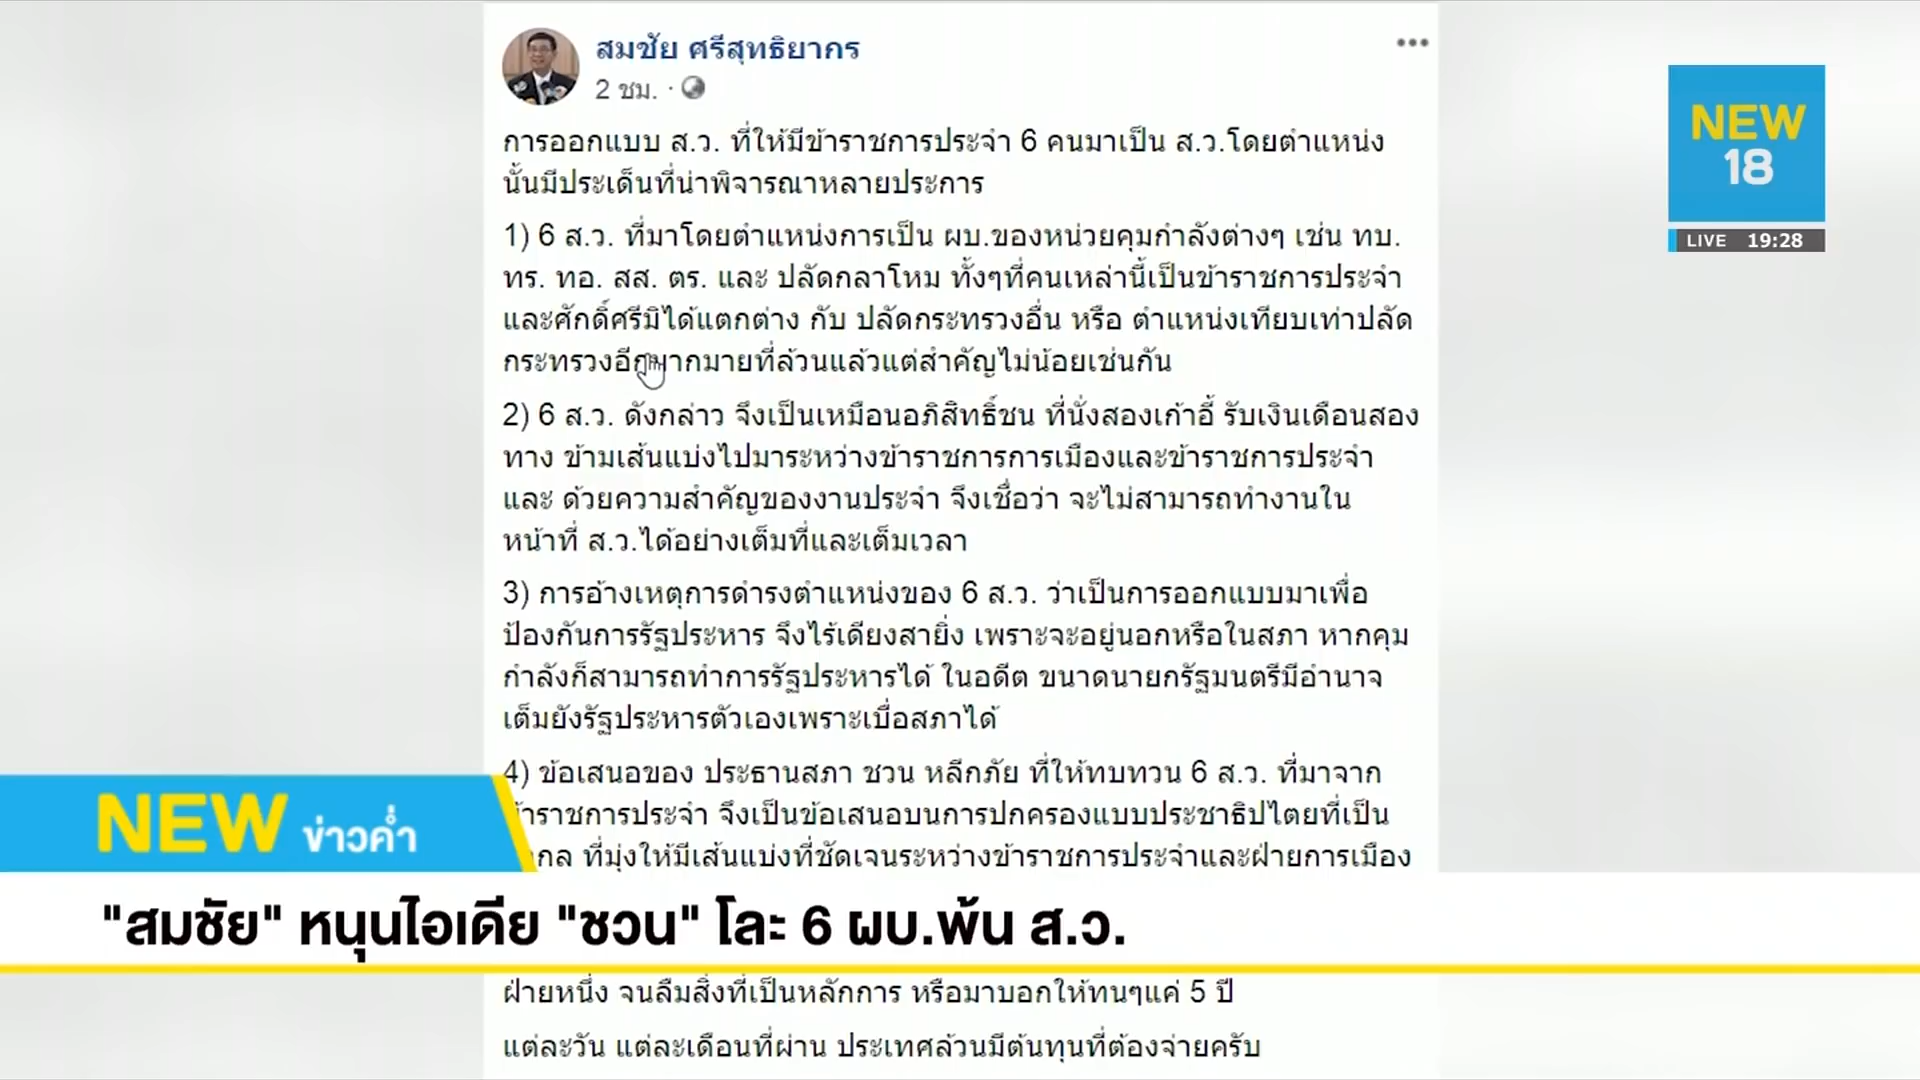 สมชัย ศรีสุทธิยากร
2 ชม. ·
การออกแบบ ส.ว. ที่ให้มีข้าราชการประจำ 6 คนมาเป็น ส.ว.โดยตำแหน่ง
นั้นมีประเด็นที่น่าพิจารณาหลายประการ
1) 6 ส.ว. ที่มาโดยตำแหน่งการเป็น ผบ.ของหน่วยคุมกำลังต่างๆ เช่น ทบ.
ทร. ทอ. สส. ตร. และ ปลัดกลาโหม ทั้งๆที่คนเหล่านี้เป็นข้าราชการประจำ
และศักดิ์ศรีมิได้แตกต่าง กับ ปลัดกระทรวงอื่น หรือ ตำแหน่งเทียบเท่าปลัด
กระทรวงอีกมากมายที่ล้วนแล้วแต่สำคัญไม่น้อยเช่นกัน
2) 6 ส.ว. ดังกล่าว จึงเป็นเหมือนอภิสิทธิ์ชน ที่นั่งสองเก้าอี้ รับเงินเดือนสอง
ทาง ข้ามเส้นแบ่งไปมาระหว่างข้าราชการการเมืองและข้าราชการประจำ
และ ด้วยความสำคัญของงานประจำ จึงเชื่อว่า จะไม่สามารถทำงานใน
หน้าที่ ส.ว.ได้อย่างเต็มที่และเต็มเวลา
3) การอ้างเหตุการดำรงตำแหน่งของ 6 ส.ว. ว่าเป็นการออกแบบมาเพื่อ
ป้องกันการรัฐประหาร จึงไร้เดียงสายิ่ง เพราะจะอยู่นอกหรือในสภา หากคุม
กำลังก็สามารถทำการรัฐประหารได้ ในอดีต ขนาดนายกรัฐมนตรีมีอำนาจ
เต็มยังรัฐประหารตัวเองเพราะเบื่อสภาได้
4) ข้อเสนอของ ประธานสภา ชวน หลีกภัย ที่ให้ทบทวน 6 ส.ว. ที่มาจาก
ข้าราชการประจำ จึงเป็นข้อเสนอบนการปกครองแบบประชาธิปไตยที่เป็น
ที่มุ่งให้มีเส้นแบ่งที่ชัดเจนระหว่างข้าราชการประจำและฝ่ายการเมือง
ฝ่ายหนึ่ง จนลืมสิ่งที่เป็นหลักการ หรือมาบอกให้ทนๆแค่ 5 ปี
แต่ละวัน แต่ละเดือนที่ผ่าน ประเทศล้วนมีต้นทุนที่ต้องจ่ายครับ
NEW
18
LIVE 19:28
NEW ข่าวค่ำ
"สมชัย" หนุนไอเดีย "ชวน" โละ 6 ผบ.พ้น ส.ว.